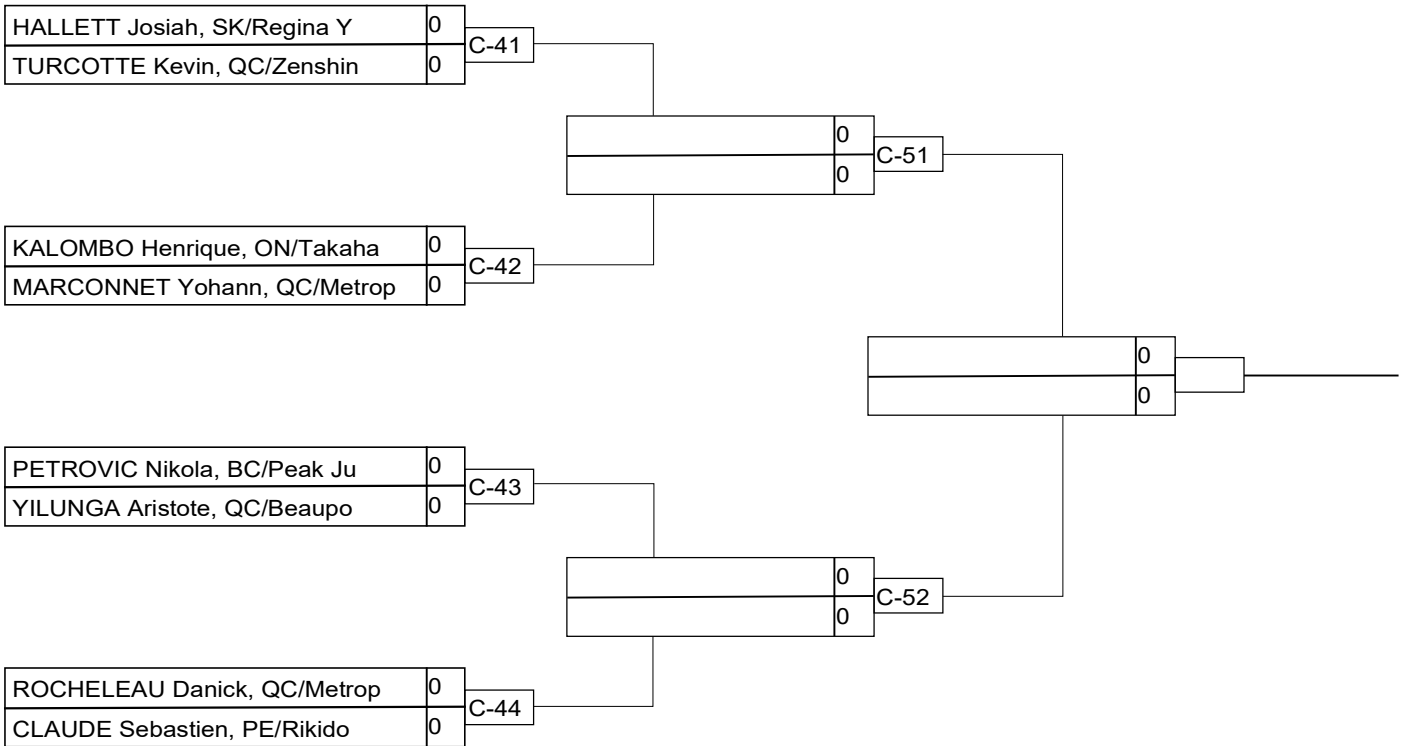 HALLETT Josiah, SK/Regina Y 0
C-41
TURCOTTE Kevin, QC/Zenshin 0
0
C-51
0
KALOMBO Henrique, ON/Takaha 0
C-42
MARCONNET Yohann, QC/Metrop 0
0
0
PETROVIC Nikola, BC/Peak Ju 0
C-43
YILUNGA Aristote, QC/Beaupo 0
0
C-52
0
ROCHELEAU Danick, QC/Metrop 0
C-44
CLAUDE Sebastien, PE/Rikido 0